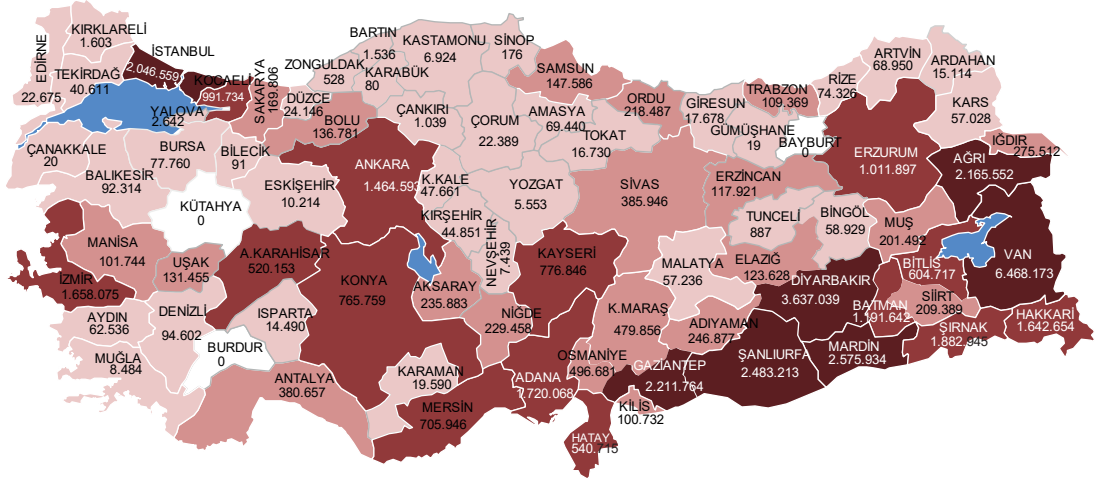 KIRKLARELİ
1.603
EDİRNE
22.675
TEKİRDAĞ
40.611
İSTANBUL
2.046.559
KOCAELİ
991.734
YALOVA
2.642
SAKARYA
169.806
DÜZCE
24.146
ZONGULDAK
528
BARTIN
1.536
KARABÜK
80
KASTAMONU
6.924
SİNOP
176
SAMSUN
147.586
ORDU
218.487
GİRESUN
17.678
TRABZON
109.369
RİZE
74.326
ARTVİN
68.950
ARDAHAN
15.114
KARS
57.028
IĞDIR
275.512
AĞRI
2.165.552
ERZURUM
1.011.897
BAYBURT
0
GÜMÜŞHANE
19
ERZİNCAN
117.921
SİVAS
385.946
TOKAT
16.730
AMASYA
69.440
ÇORUM
22.389
ÇANKIRI
1.039
BOLU
136.781
BİLECİK
91
BURSA
77.760
ÇANAKKALE
20
BALIKESİR
92.314
KÜTAHYA
0
ESKİŞEHİR
10.214
ANKARA
1.464.593
K.KALE
47.661
KIRŞEHİR
44.851
YOZGAT
5.553
NEVŞEHİR
7.439
KAYSERİ
776.846
MALATYA
57.236
TUNCELİ
887
BİNGÖL
58.929
MUŞ
201.492
ELAZIĞ
123.628
BİTLİS
604.717
VAN
6.468.173
HAKKARİ
1.642.654
ŞIRNAK
1.882.945
SİİRT
209.389
BATMAN
1.191.642
DİYARBAKIR
3.637.039
MARDİN
2.575.934
ŞANLIURFA
2.483.213
ADIYAMAN
246.877
K.MARAŞ
479.856
GAZİANTEP
2.211.764
KİLİS
100.732
OSMANİYE
496.681
HATAY
540.715
ADANA
1.720.068
NİĞDE
229.458
AKSARAY
235.883
KONYA
765.759
KARAMAN
19.590
MERSİN
705.946
ANTALYA
380.657
ISPARTA
14.490
BURDUR
0
A.KARAHİSAR
520.153
UŞAK
131.455
MANİSA
101.744
İZMİR
1.658.075
AYDIN
62.536
DENİZLİ
94.602
MUĞLA
8.484